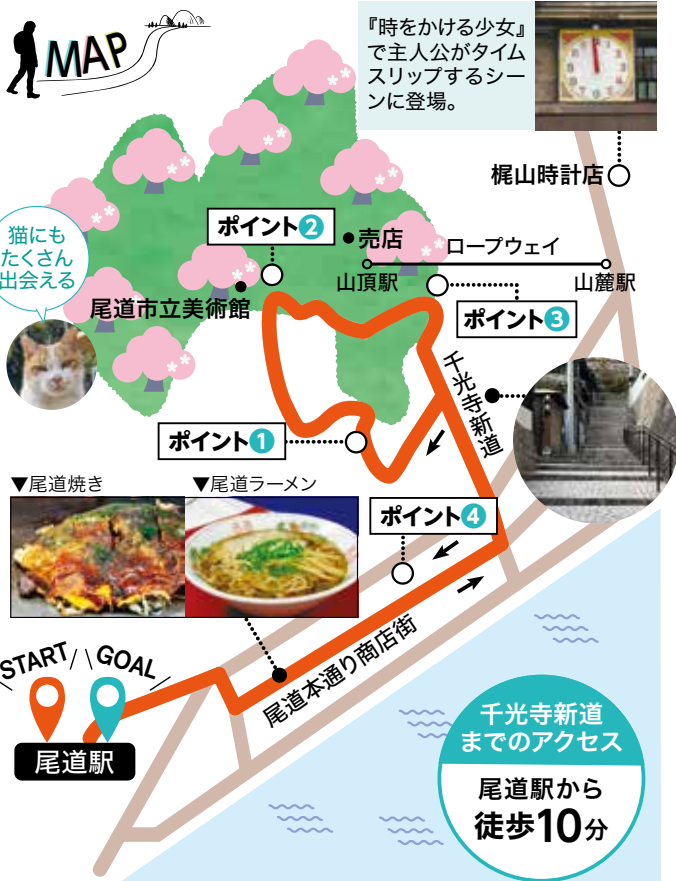 MAP
『時をかける少女』
で主人公がタイム
スリップするシー
ンに登場。
梶山時計店
ポイント2
売店
ロープウェイ
山頂駅
山麓駅
猫にも
たくさん
出会える
尾道市立美術館
ポイント3
千光寺新道
ポイント1
▼尾道焼き
▼尾道ラーメン
ポイント4
尾道本通り商店街
START
GOAL
尾道駅
千光寺新道
までのアクセス
尾道駅から
徒歩10分